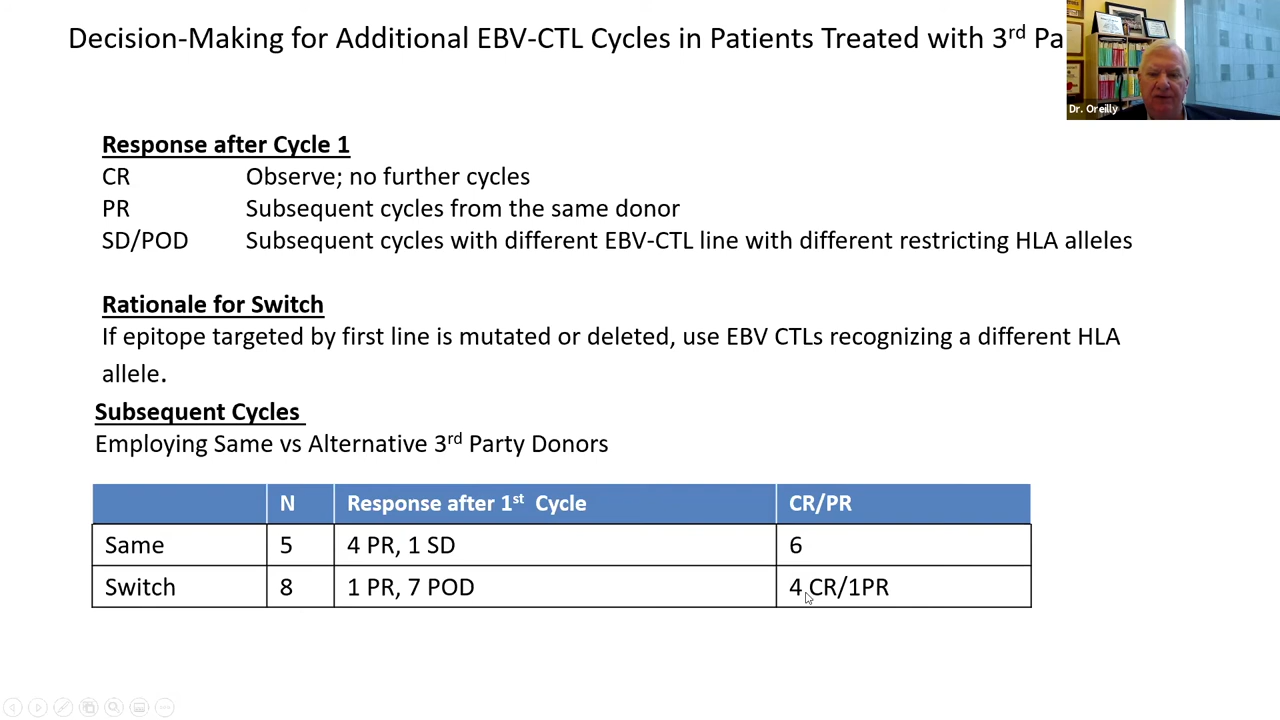 Decision-Making for Additional EBV-CTL Cycles in Patients Treated with 3rd Pa
Dr. Oreilly
Response after Cycle 1
CR Observe; no further cycles
PR Subsequent cycles from the same donor
SD/POD Subsequent cycles with different EBV-CTL line with different restricting HLA alleles
Rationale for Switch
If epitope targeted by first line is mutated or deleted, use EBV CTLs recognizing a different HLA
allele.
Subsequent Cycles
Employing Same vs Alternative 3rd Party Donors
N Response after 1st Cycle CR/PR
Same 5 4 PR, 1 SD 6
Switch 8 1 PR, 7 POD 4 CR/1PR